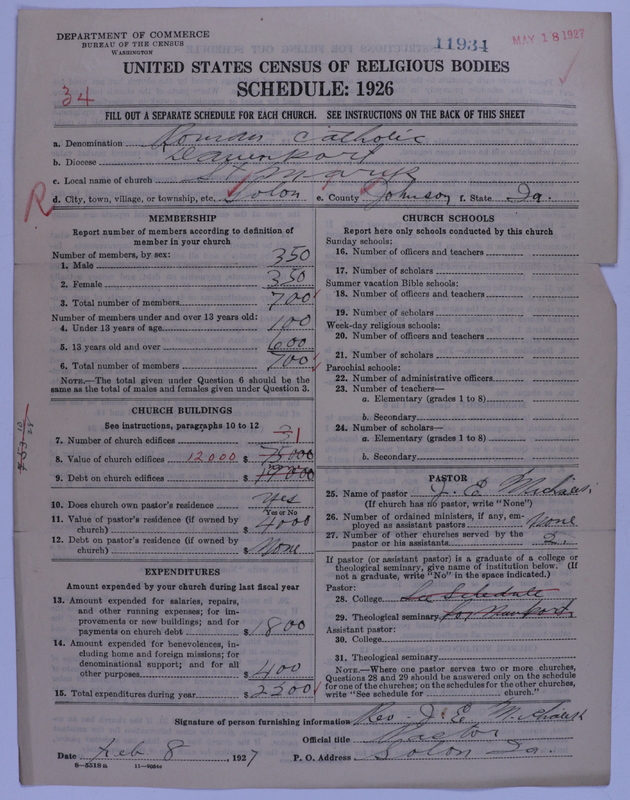 DEPARTMENT OF COMMERCE
BUREAU OF THE CENSUS
WASHINGTON
11934
MAY 18 1927
UNITED STATES CENSUS OF RELIGIOUS BODIES
SCHEDULE: 1926
34
FILL OUT A SEPARATE SCHEDULE FOR EACH CHURCH. SEE INSTRUCTIONS ON THE BACK OF THIS SHEET
a. Denomination Roman Catholic
b. Diocese Davenport
c. Local name of church St Marys
d. City, town, village, or township, etc. Solon e. County Johnson f. State Ia.
R
MEMBERSHIP
Report number of members according to definition of
member in your church
Number of members, by sex:
1. Male 350
2. Female 350
3. Total number of members 700
Number of members under and over 13 years old:
4. Under 13 years of age 100
5. 13 years old and over 600
6. Total number of members 700
NOTE.—The total given under Question 6 should be
same as the total of males and females given under Question 3.
CHURCH BUILDINGS
See instructions, paragraphs 10 to 12
7. Number of church edifices 1
8. Value of church edifices 12000 $ 75000
9. Debt on church edifices $ 19000
10. Does church own pastor's residence Yes
Yes or No
11. Value of pastor's residence (if owned by
church) $ 4000
12. Debt on pastor's residence (if owned by
church) $ None
EXPENDITURES
Amount expended by your church during last fiscal year
13. Amount expended for salaries, repairs,
and other running expenses; for im-
provements or new buildings; and for
payments on church debt $ 1800
14. Amount expended for benevolences, in-
cluding home and foreign missions; for
denominational support; and for all
other purposes $ 400
15. Total expenditures during year $ 2200
CHURCH SCHOOLS
Report here only schools conducted by this church
Sunday schools:
16. Number of officers and teachers
17. Number of scholars
Summer vacation Bible schools:
18. Number of officers and teachers
19. Number of scholars
Week-day religious schools:
20. Number of officers and teachers
21. Number of scholars
Parochial schools:
22. Number of administrative officers
23. Number of teachers—
a. Elementary (grades 1 to 8)
b. Secondary
24. Number of scholars—
a. Elementary (grades 1 to 8)
b. Secondary
PASTOR
25. Name of pastor J. E.
(If church has no pastor, write "None")
26. Number of ordained ministers, if any, em-
ployed as assistant pastors None
27. Number of other churches served by the
pastor or his assistants 2.
If pastor (or assistant pastor) is a graduate of a college or
theological seminary, give name of institution below. (If
not a graduate, write "No" in the space indicated.)
Pastor:
28. College See Schedule
29. Theological seminary for Newport
Assistant pastor:
30. College
31. Theological seminary
NOTE.—Where one pastor serves two or more churches,
Questions 28 and 29 should be answered only on the schedule
for one of the churches; on the schedules for the other churches,
write "See schedule for church."
Signature of person furnishing information Rev. J. E.
Official title Pastor
Date Feb 8, 1927 P. O. Address Solon Ia.